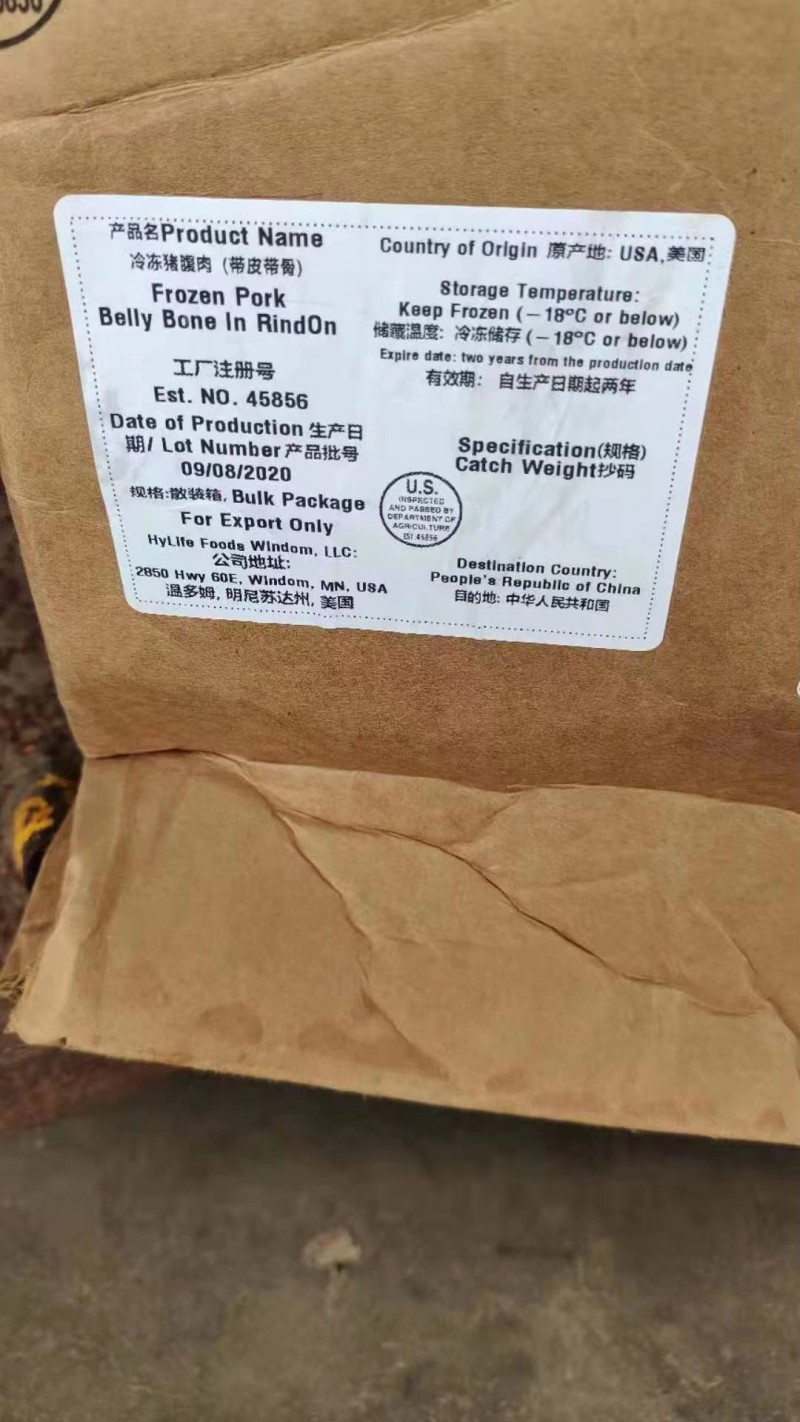 产品名Product Name
冷冻猪腹肉（带皮带骨）
Frozen Pork
Belly Bone In RindOn
工厂注册号
Est. NO. 45856
Date of Production 生产日
期/ Lot Number产品批号
09/08/2020
规格:散装箱, Bulk Package
For Export Only
HyLife Foods Windom, LLC:
公司地址:
2850 Hwy 60E, Windom, MN, USA
温多姆, 明尼苏达州, 美国
Country of Origin 原产地: USA,美国
Storage Temperature:
Keep Frozen (－18°C or below)
储藏温度: 冷冻储存 (－18°C or below)
Expire date: two years from the production date
有效期: 自生产日期起两年
Specification(规格)
Catch Weight抄码
U.S.
INSPECTED
AND PASSED BY
DEPARTMENT OF
AGRICULTURE
EST.45856
Destination Country:
People's Republic of China
目的地: 中华人民共和国